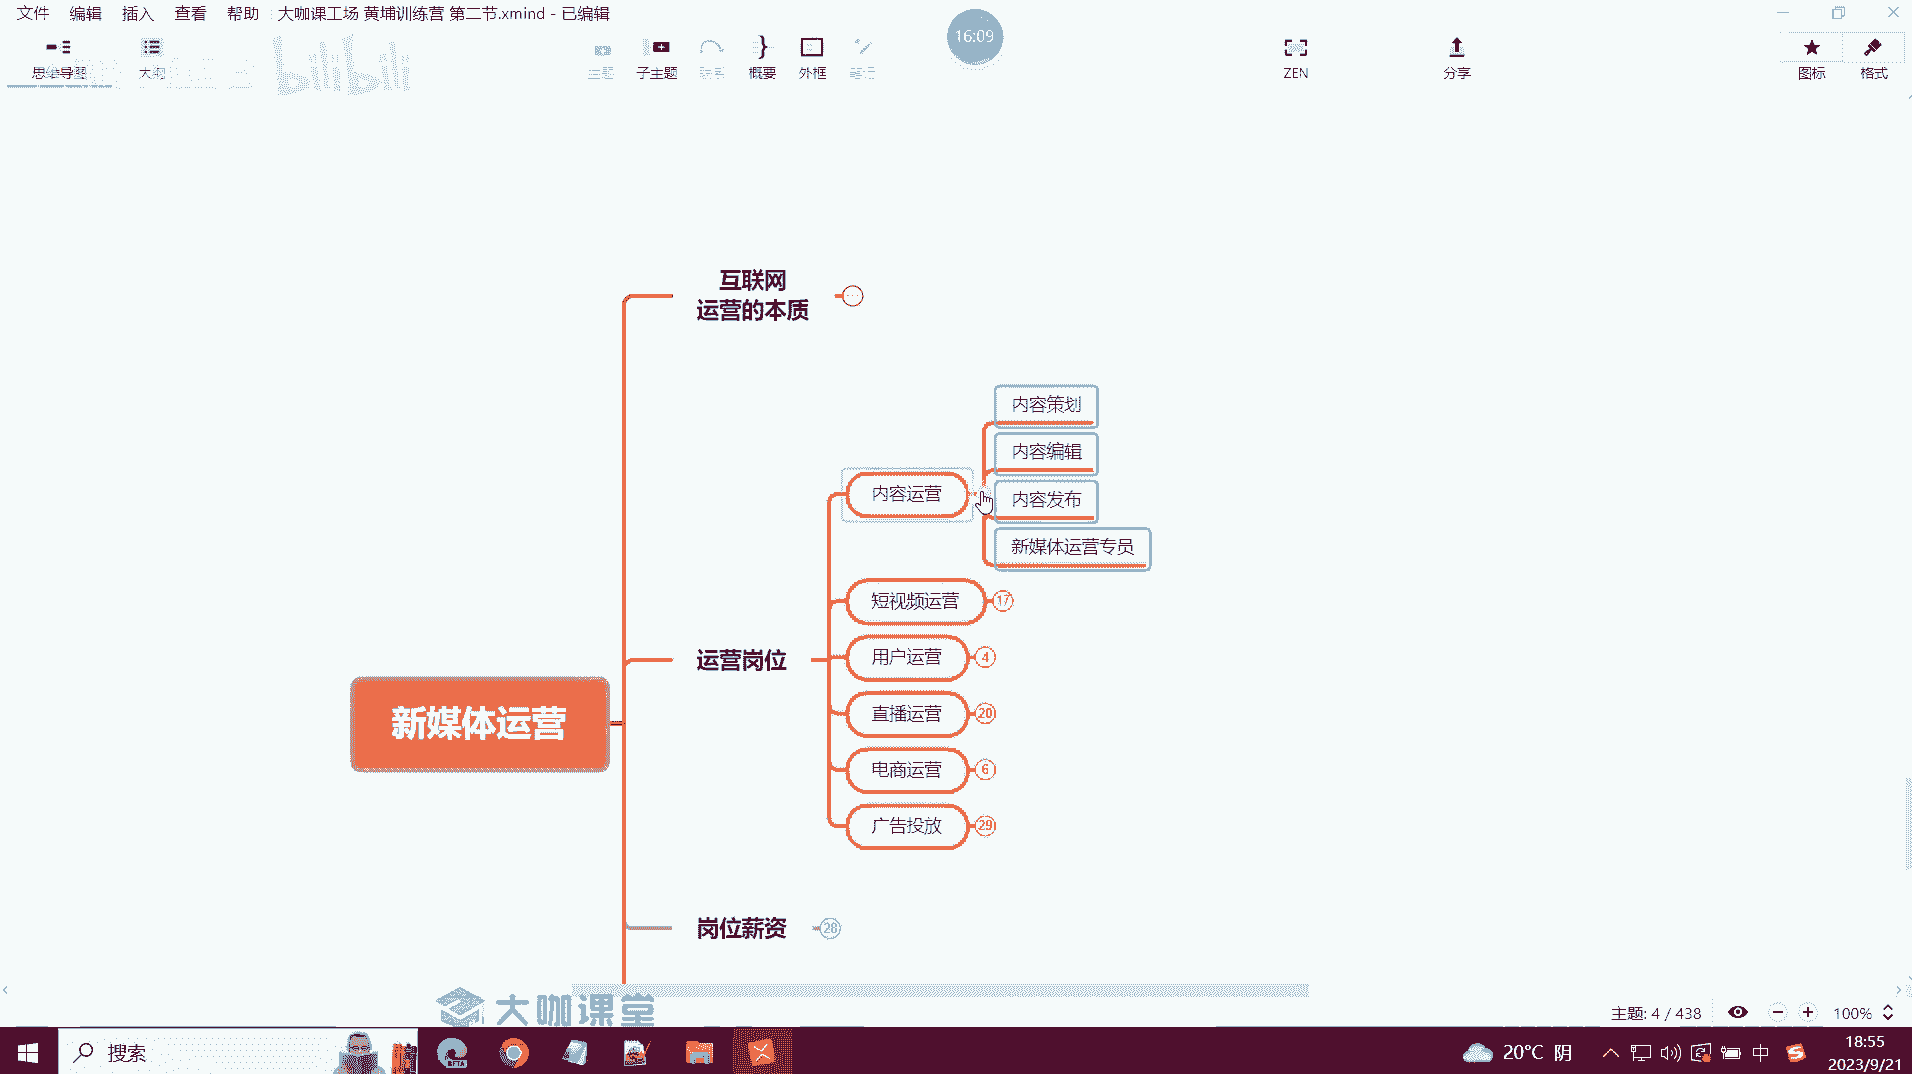 文件 编辑 插入 查看 帮助 大咖课工场 黄埔训练营 第二节.xmind - 已编辑
16:09
思维导图 大纲 主题 子主题 联系 概要 外框 笔记 ZEN 分享 图标 格式
bilibili
互联网
运营的本质
内容策划
内容编辑
内容运营
内容发布
新媒体运营专员
短视频运营 17
用户运营 4
运营岗位
直播运营 20
新媒体运营
电商运营 6
广告投放 29
岗位薪资 28
大咖课堂
主题: 4 / 438 100%
搜索 20°C 阴 中 18:55
2023/9/21